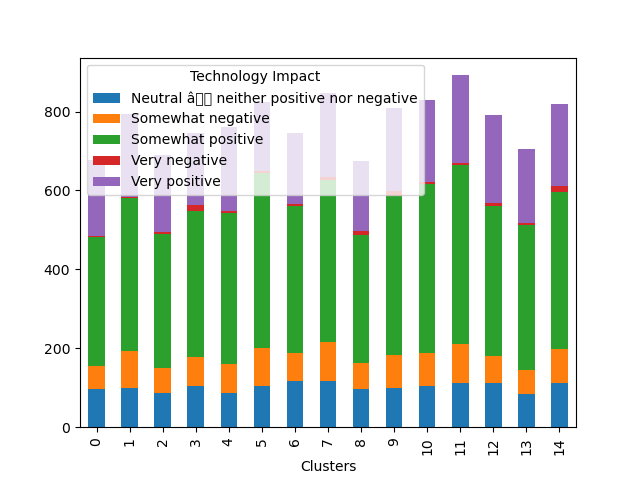 Technology Impact
Neutral â neither positive nor negative
Somewhat negative
Somewhat positive
Very negative
Very positive
800
600
400
200
0
0 1 2 3 4 5 6 7 8 9 10 11 12 13 14
Clusters